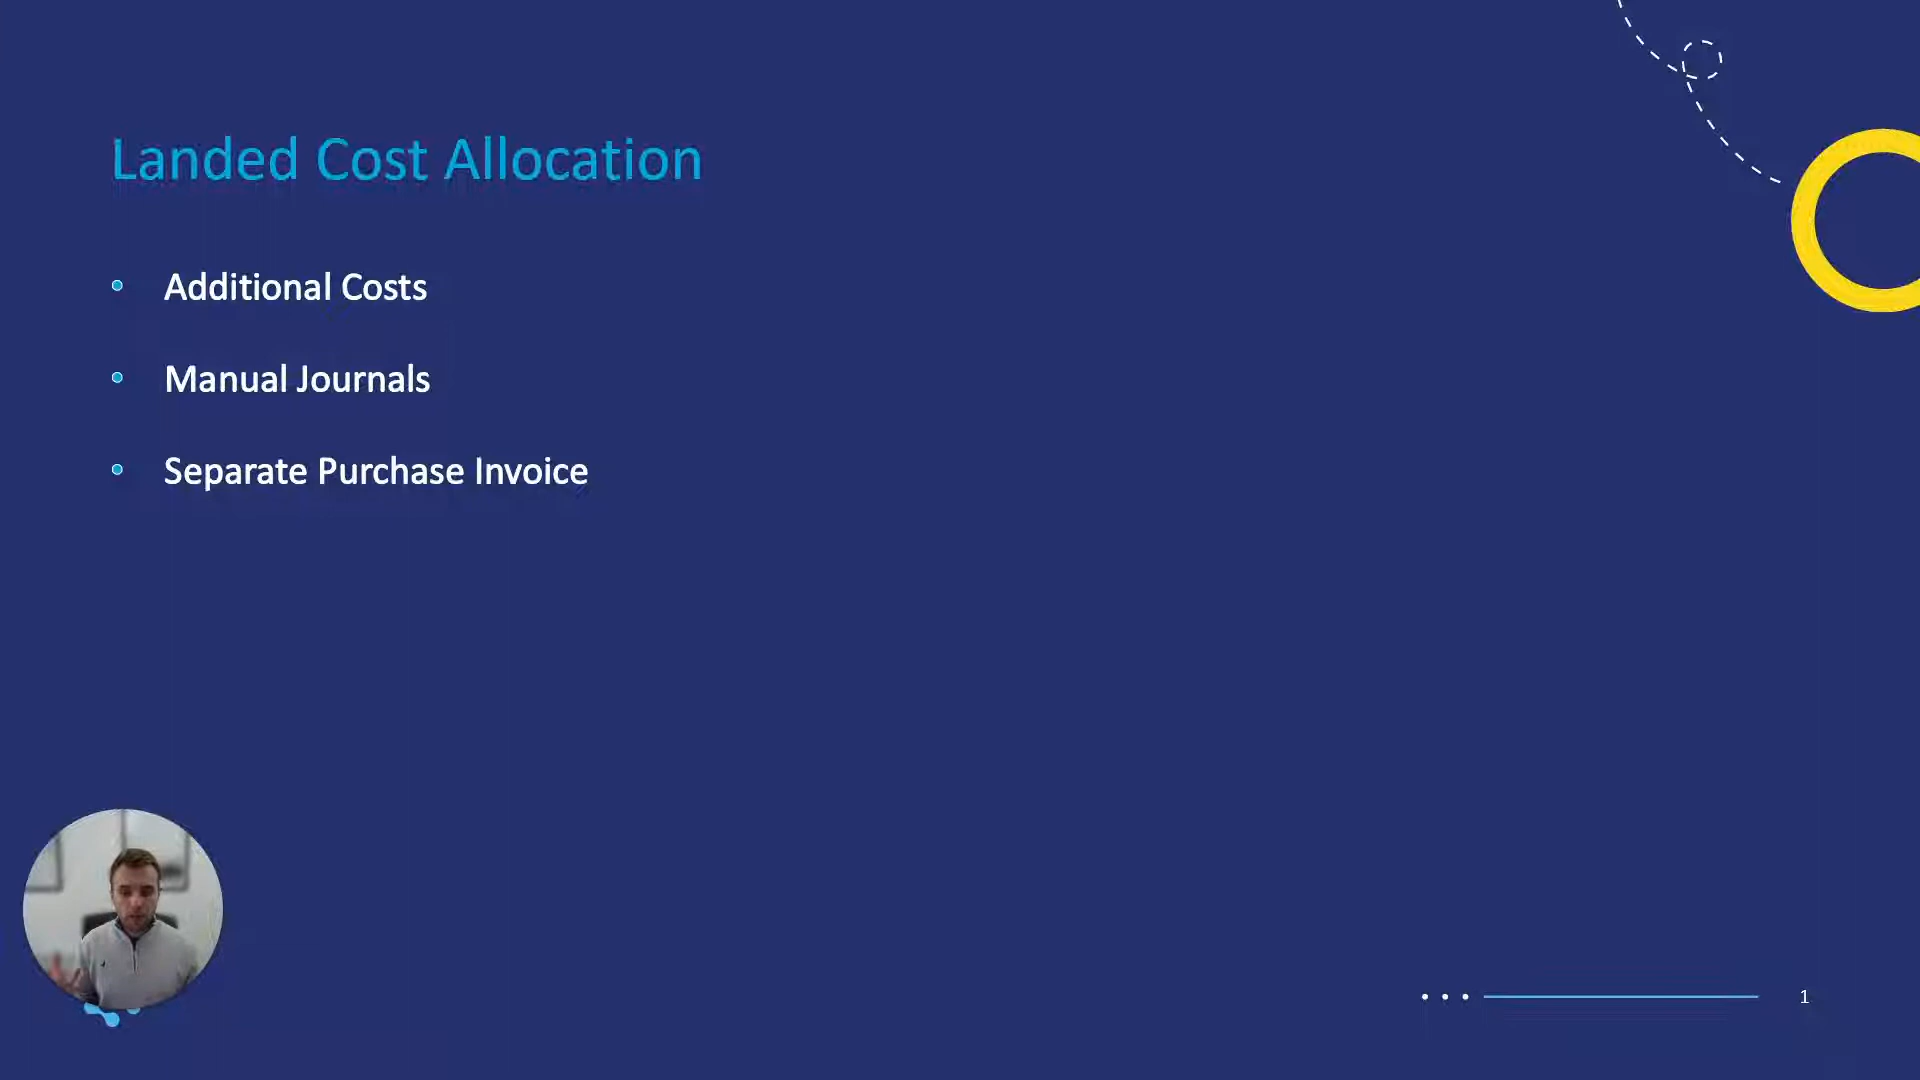 Landed Cost Allocation
• Additional Costs
• Manual Journals
• Separate Purchase Invoice
1